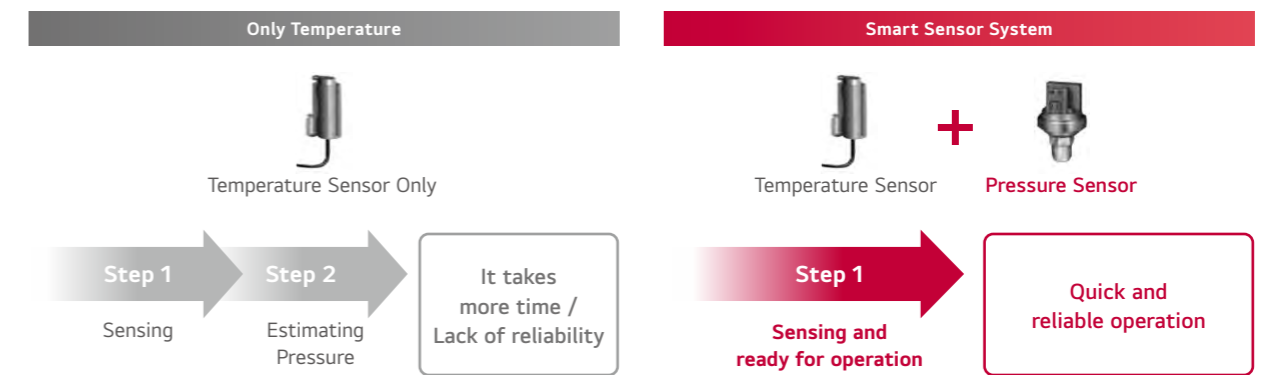 Only Temperature
Temperature Sensor Only
Step 1
Sensing
Step 2
Estimating
Pressure
It takes
more time /
Lack of reliability
Smart Sensor System
Temperature Sensor
+
Pressure Sensor
Step 1
Sensing and
ready for operation
Quick and
reliable operation